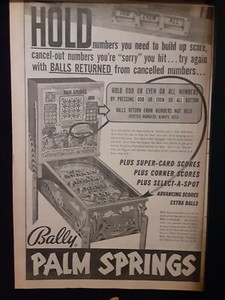 HOLD numbers you need to build up score,
cancel-out numbers you're "sorry" you hit... try again
with BALLS RETURNED from cancelled numbers...
HOLD ODD OR EVEN OR ALL NUMBERS
BY PRESSING ODD OR EVEN OR ALL BUTTON
BALLS RETURN FROM NUMBERS NOT HELD
PALM SPRINGS
PLUS SUPER-CARD SCORES
PLUS CORNER SCORES
PLUS SELECT-A-SPOT
ADVANCING SCORES
EXTRA BALLS
Bally
PALM SPRINGS